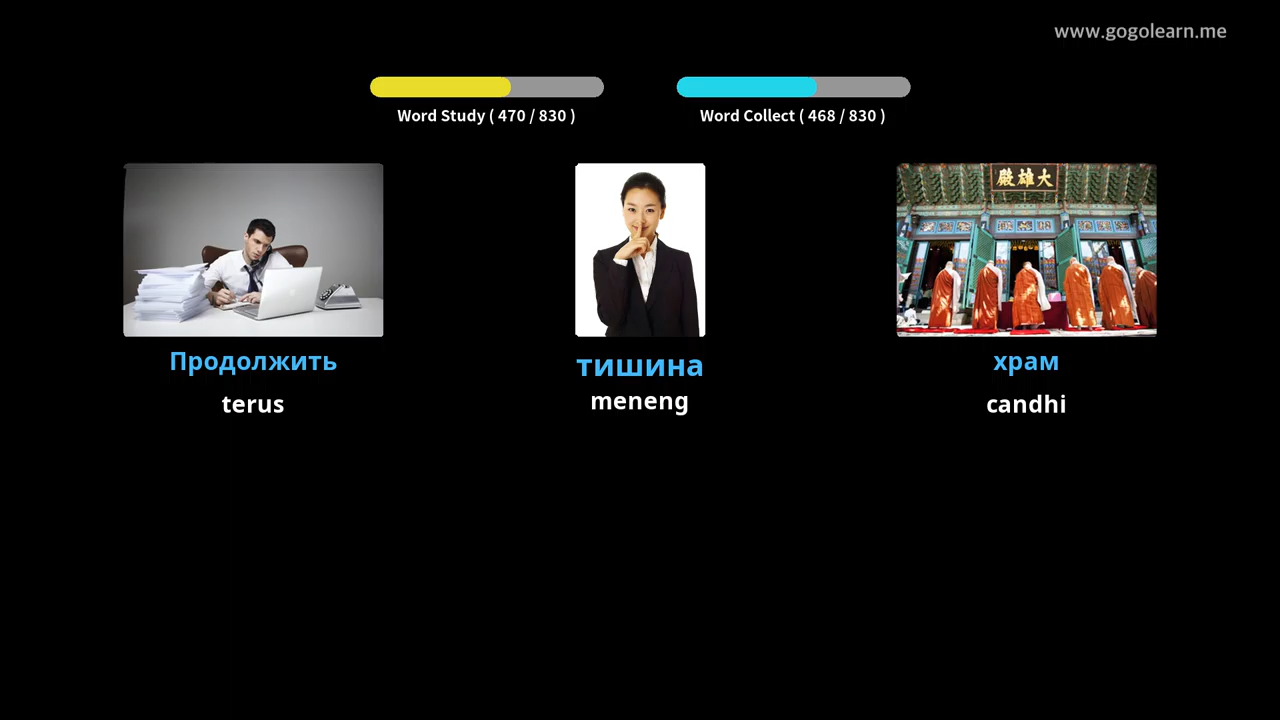 www.gogolearn.me
Word Study ( 470 / 830 )
Word Collect ( 468 / 830 )
大雄殿
Продолжить
тишина
храм
terus
meneng
candhi